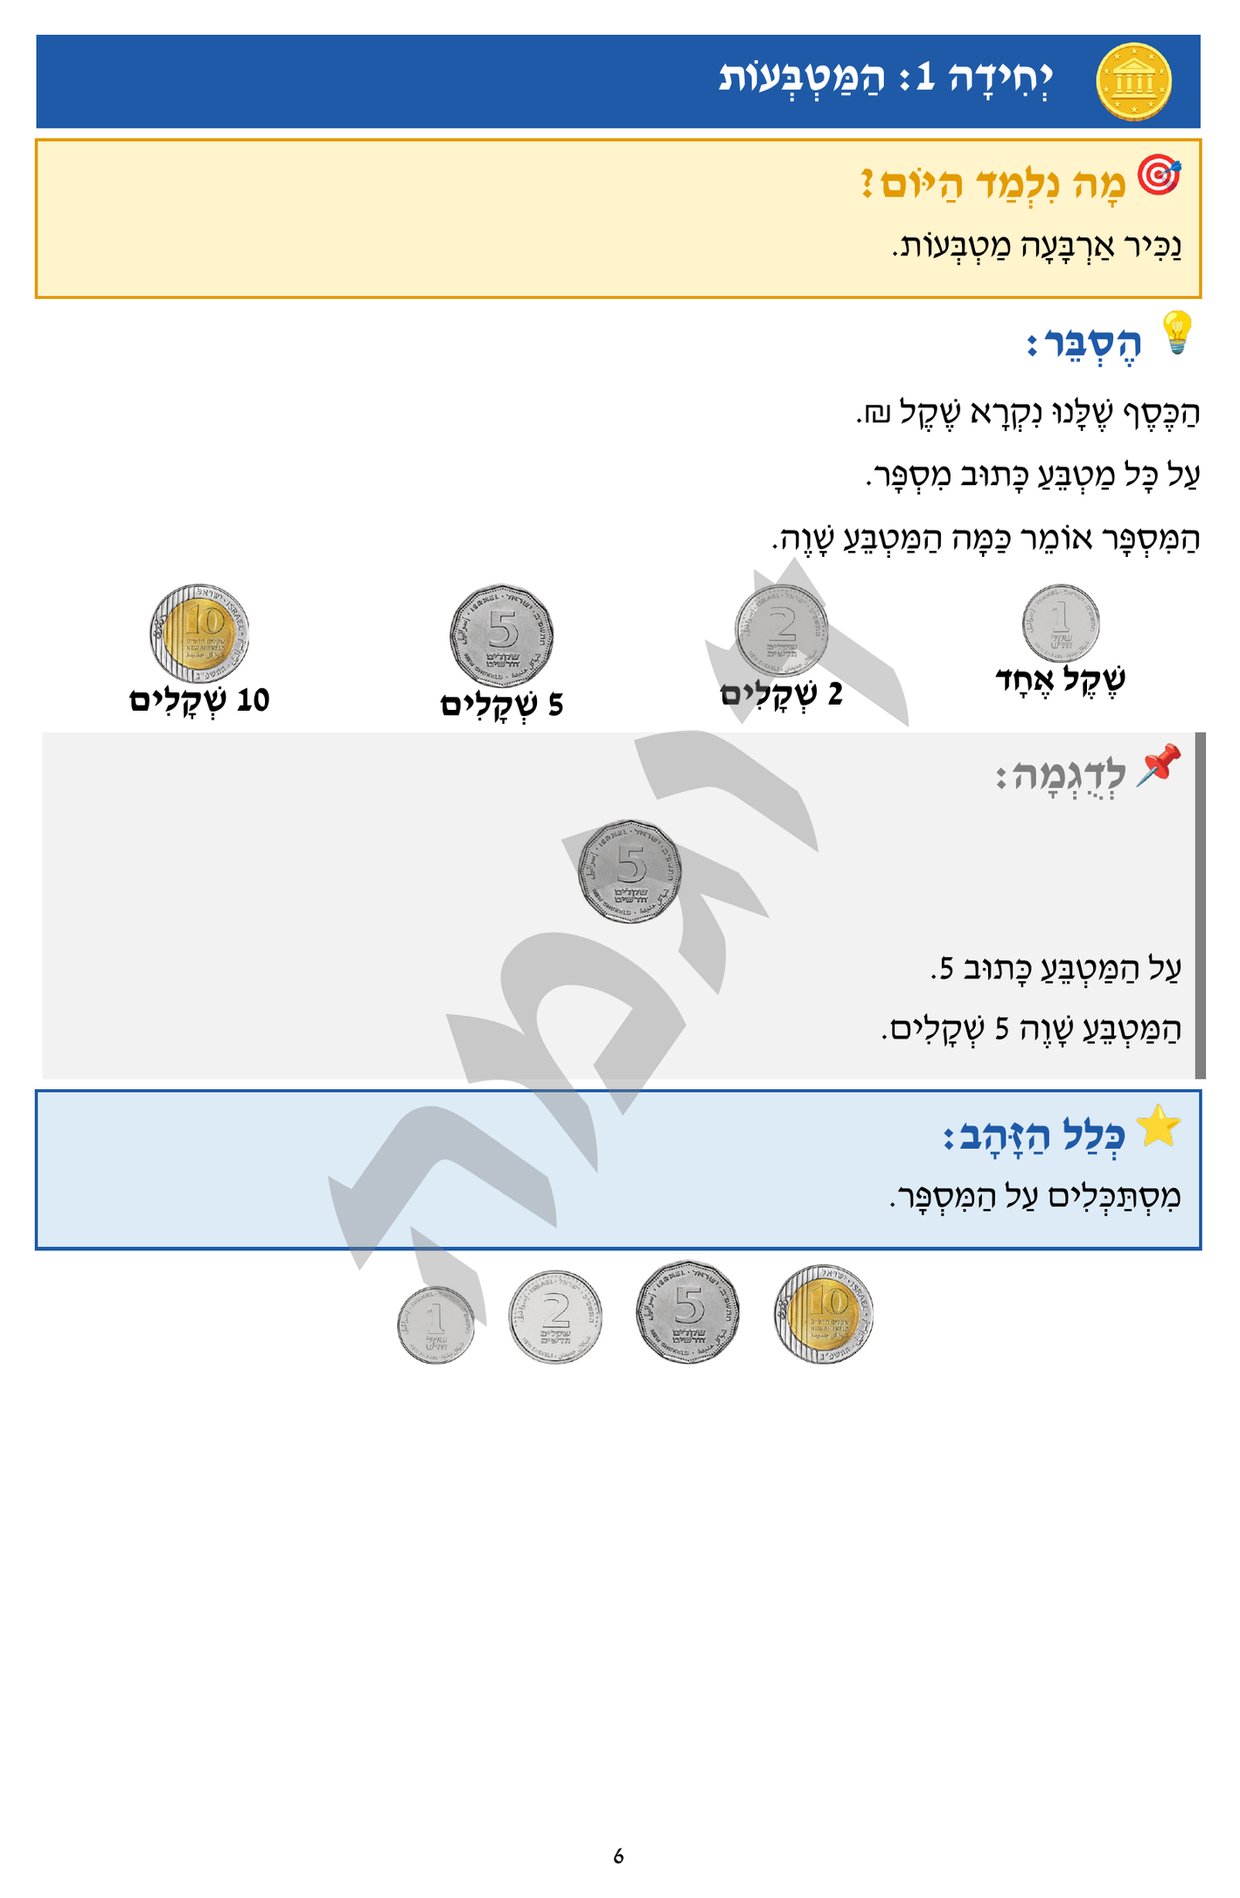 יְחִידָה 1: הַמַּטְבְּעוֹת
מָה נִלְמַד הַיּוֹם?
נַכִּיר אַרְבָּעָה מַטְבְּעוֹת.
הֶסְבֵּר:
הַכֶּסֶף שֶׁלָּנוּ נִקְרָא שֶׁקֶל ₪.
עַל כָּל מַטְבֵּעַ כָּתוּב מִסְפָּר.
הַמִּסְפָּר אוֹמֵר כַּמָּה הַמַּטְבֵּעַ שָׁוֶה.
שֶׁקֶל אֶחָד
2 שְׁקָלִים
5 שְׁקָלִים
10 שְׁקָלִים
לְדֻגְמָה:
עַל הַמַּטְבֵּעַ כָּתוּב 5.
הַמַּטְבֵּעַ שָׁוֶה 5 שְׁקָלִים.
כְּלַל הַזָּהָב:
מִסְתַּכְּלִים עַל הַמִּסְפָּר.
6